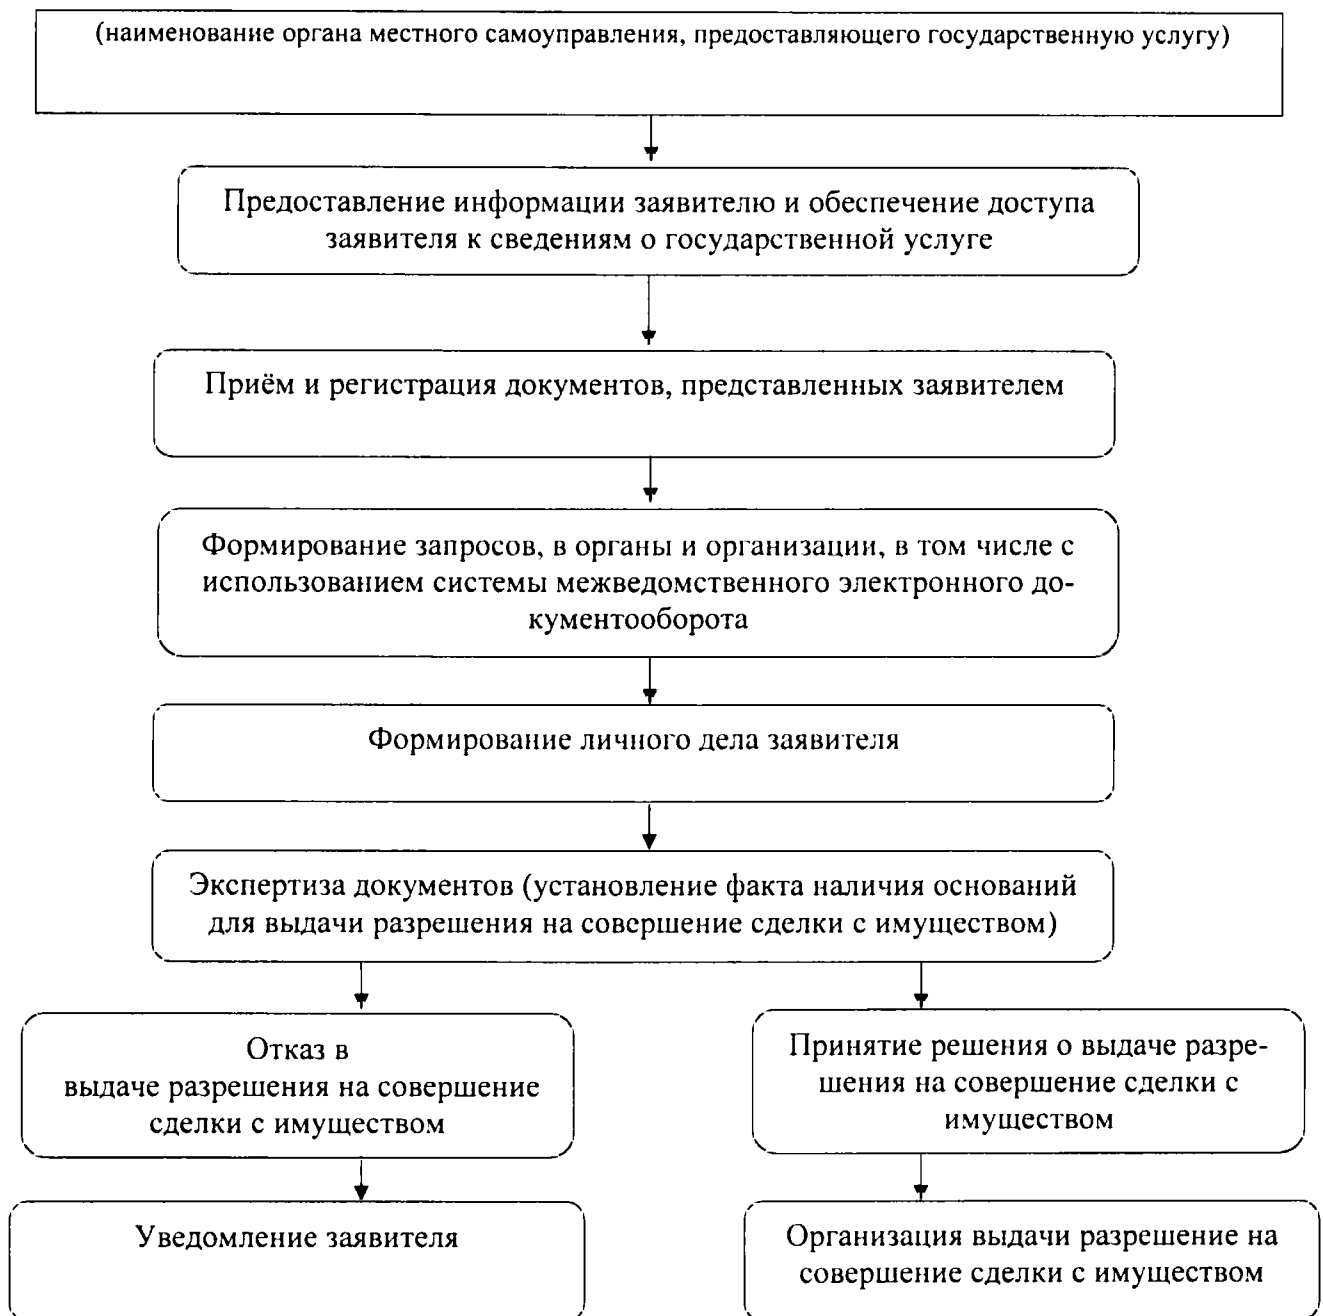 (наименование органа местного самоуправления, предоставляющего государственную услугу)
Предоставление информации заявителю и обеспечение доступа
заявителя к сведениям о государственной услуге
Приём и регистрация документов, представленных заявителем
Формирование запросов, в органы и организации, в том числе с
использованием системы межведомственного электронного до-
кументооборота
Формирование личного дела заявителя
Экспертиза документов (установление факта наличия оснований
для выдачи разрешения на совершение сделки с имуществом)
Отказ в
выдаче разрешения на совершение
сделки с имуществом
Принятие решения о выдаче разре-
шения на совершение сделки с
имуществом
Уведомление заявителя
Организация выдачи разрешение на
совершение сделки с имуществом